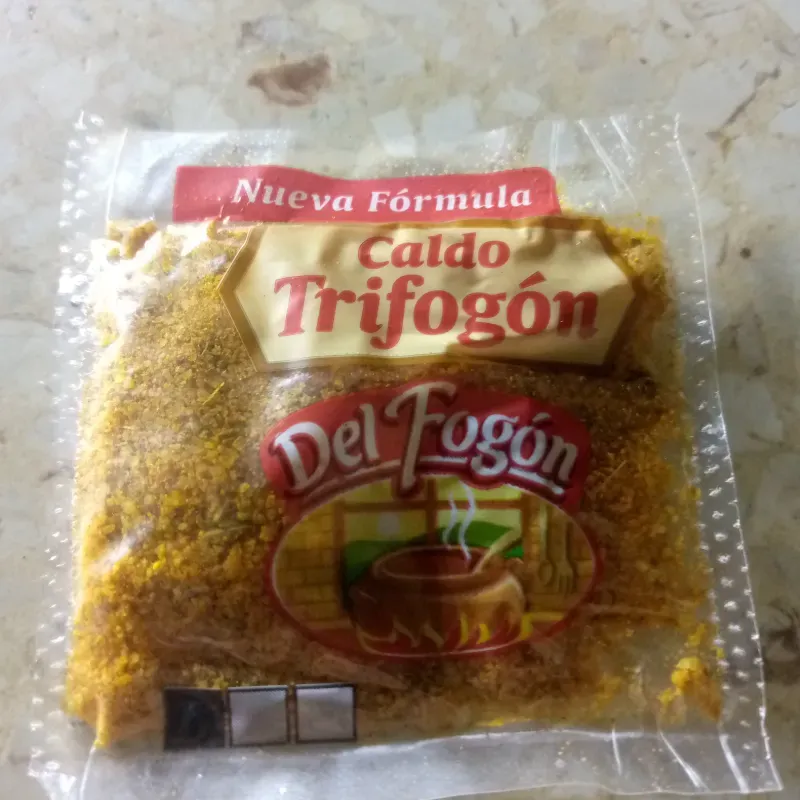 Nueva Fórmula
Caldo
Trifogón
Del Fogón